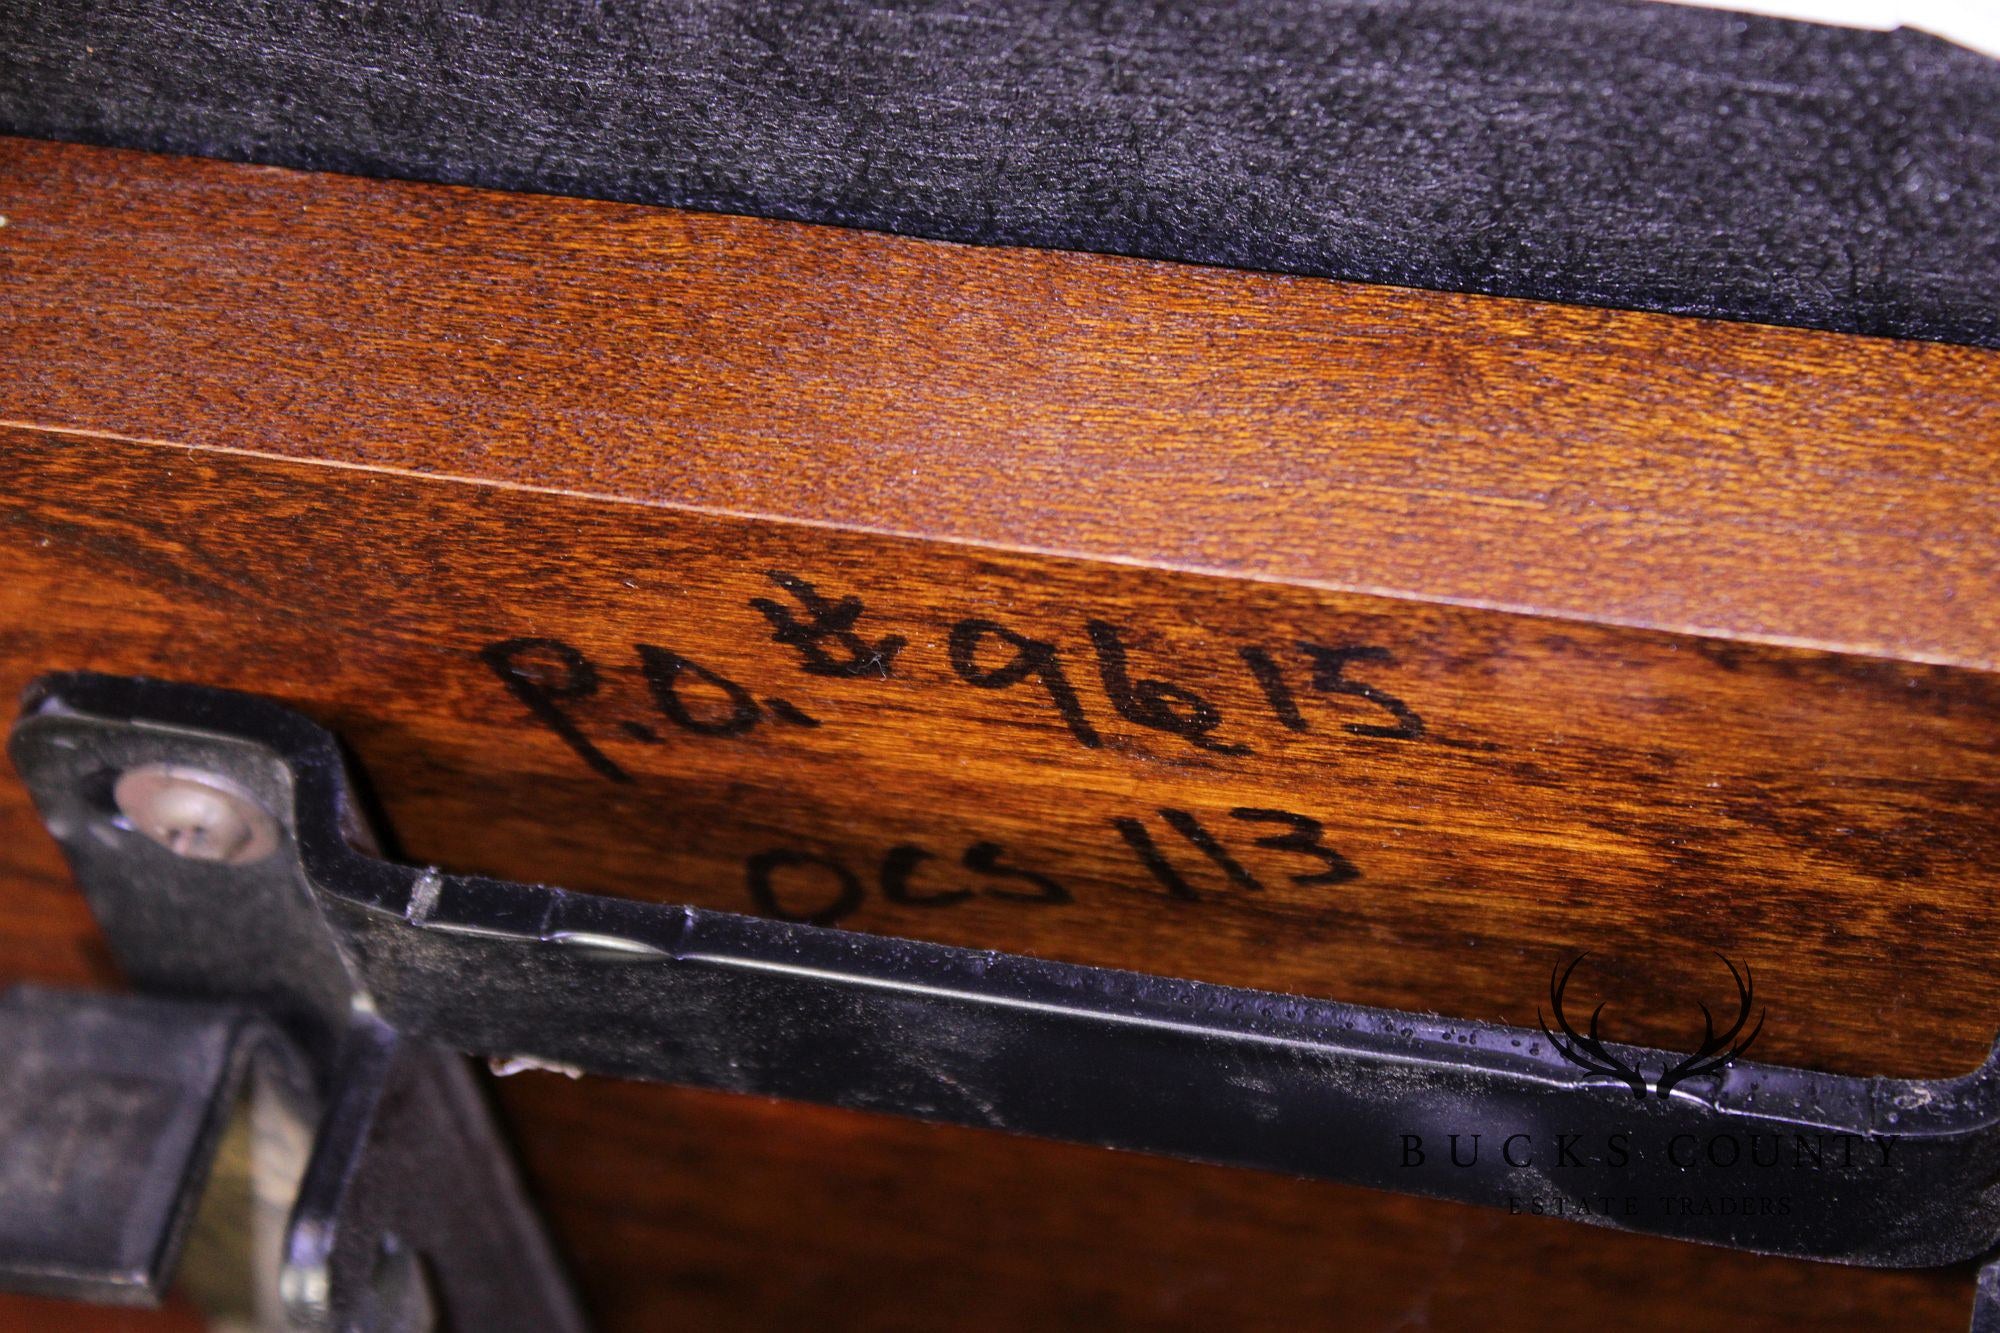 P.O. # 9615
OCS 113
BUCKS COUNTY
ESTATE TRADERS